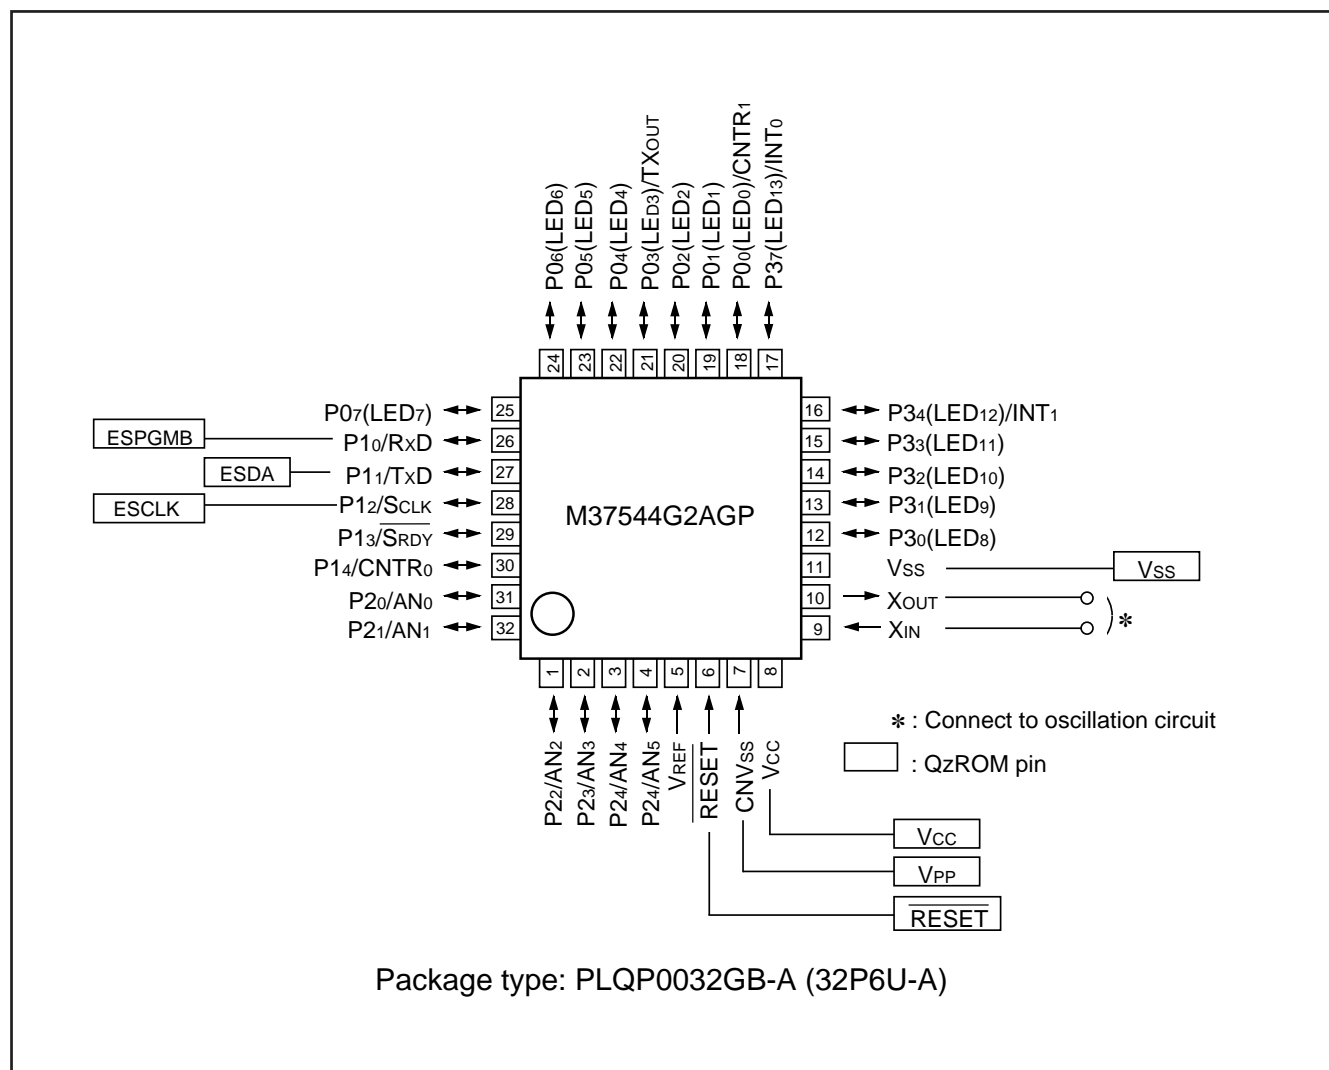 P06(LED6)
P05(LED5)
P04(LED4)
P03(LED3)/TXOUT
P02(LED2)
P01(LED1)
P00(LED0)/CNTR1
P37(LED13)/INT0
24
23
22
21
20
19
18
17
P07(LED7)
25
ESPGMB
P10/RXD
26
ESDA
P11/TXD
27
ESCLK
P12/SCLK
28
P13/S̅R̅D̅Y̅
29
P14/CNTR0
30
P20/AN0
31
P21/AN1
32
M37544G2AGP
16
P34(LED12)/INT1
15
P33(LED11)
14
P32(LED10)
13
P31(LED9)
12
P30(LED8)
11
VSS
VSS
10
XOUT
9
XIN
*
1
2
3
4
5
6
7
8
P22/AN2
P23/AN3
P24/AN4
P24/AN5
VREF
R̅E̅S̅E̅T̅
CNVSS
VCC
* : Connect to oscillation circuit
: QzROM pin
VCC
VPP
R̅E̅S̅E̅T̅
Package type: PLQP0032GB-A (32P6U-A)